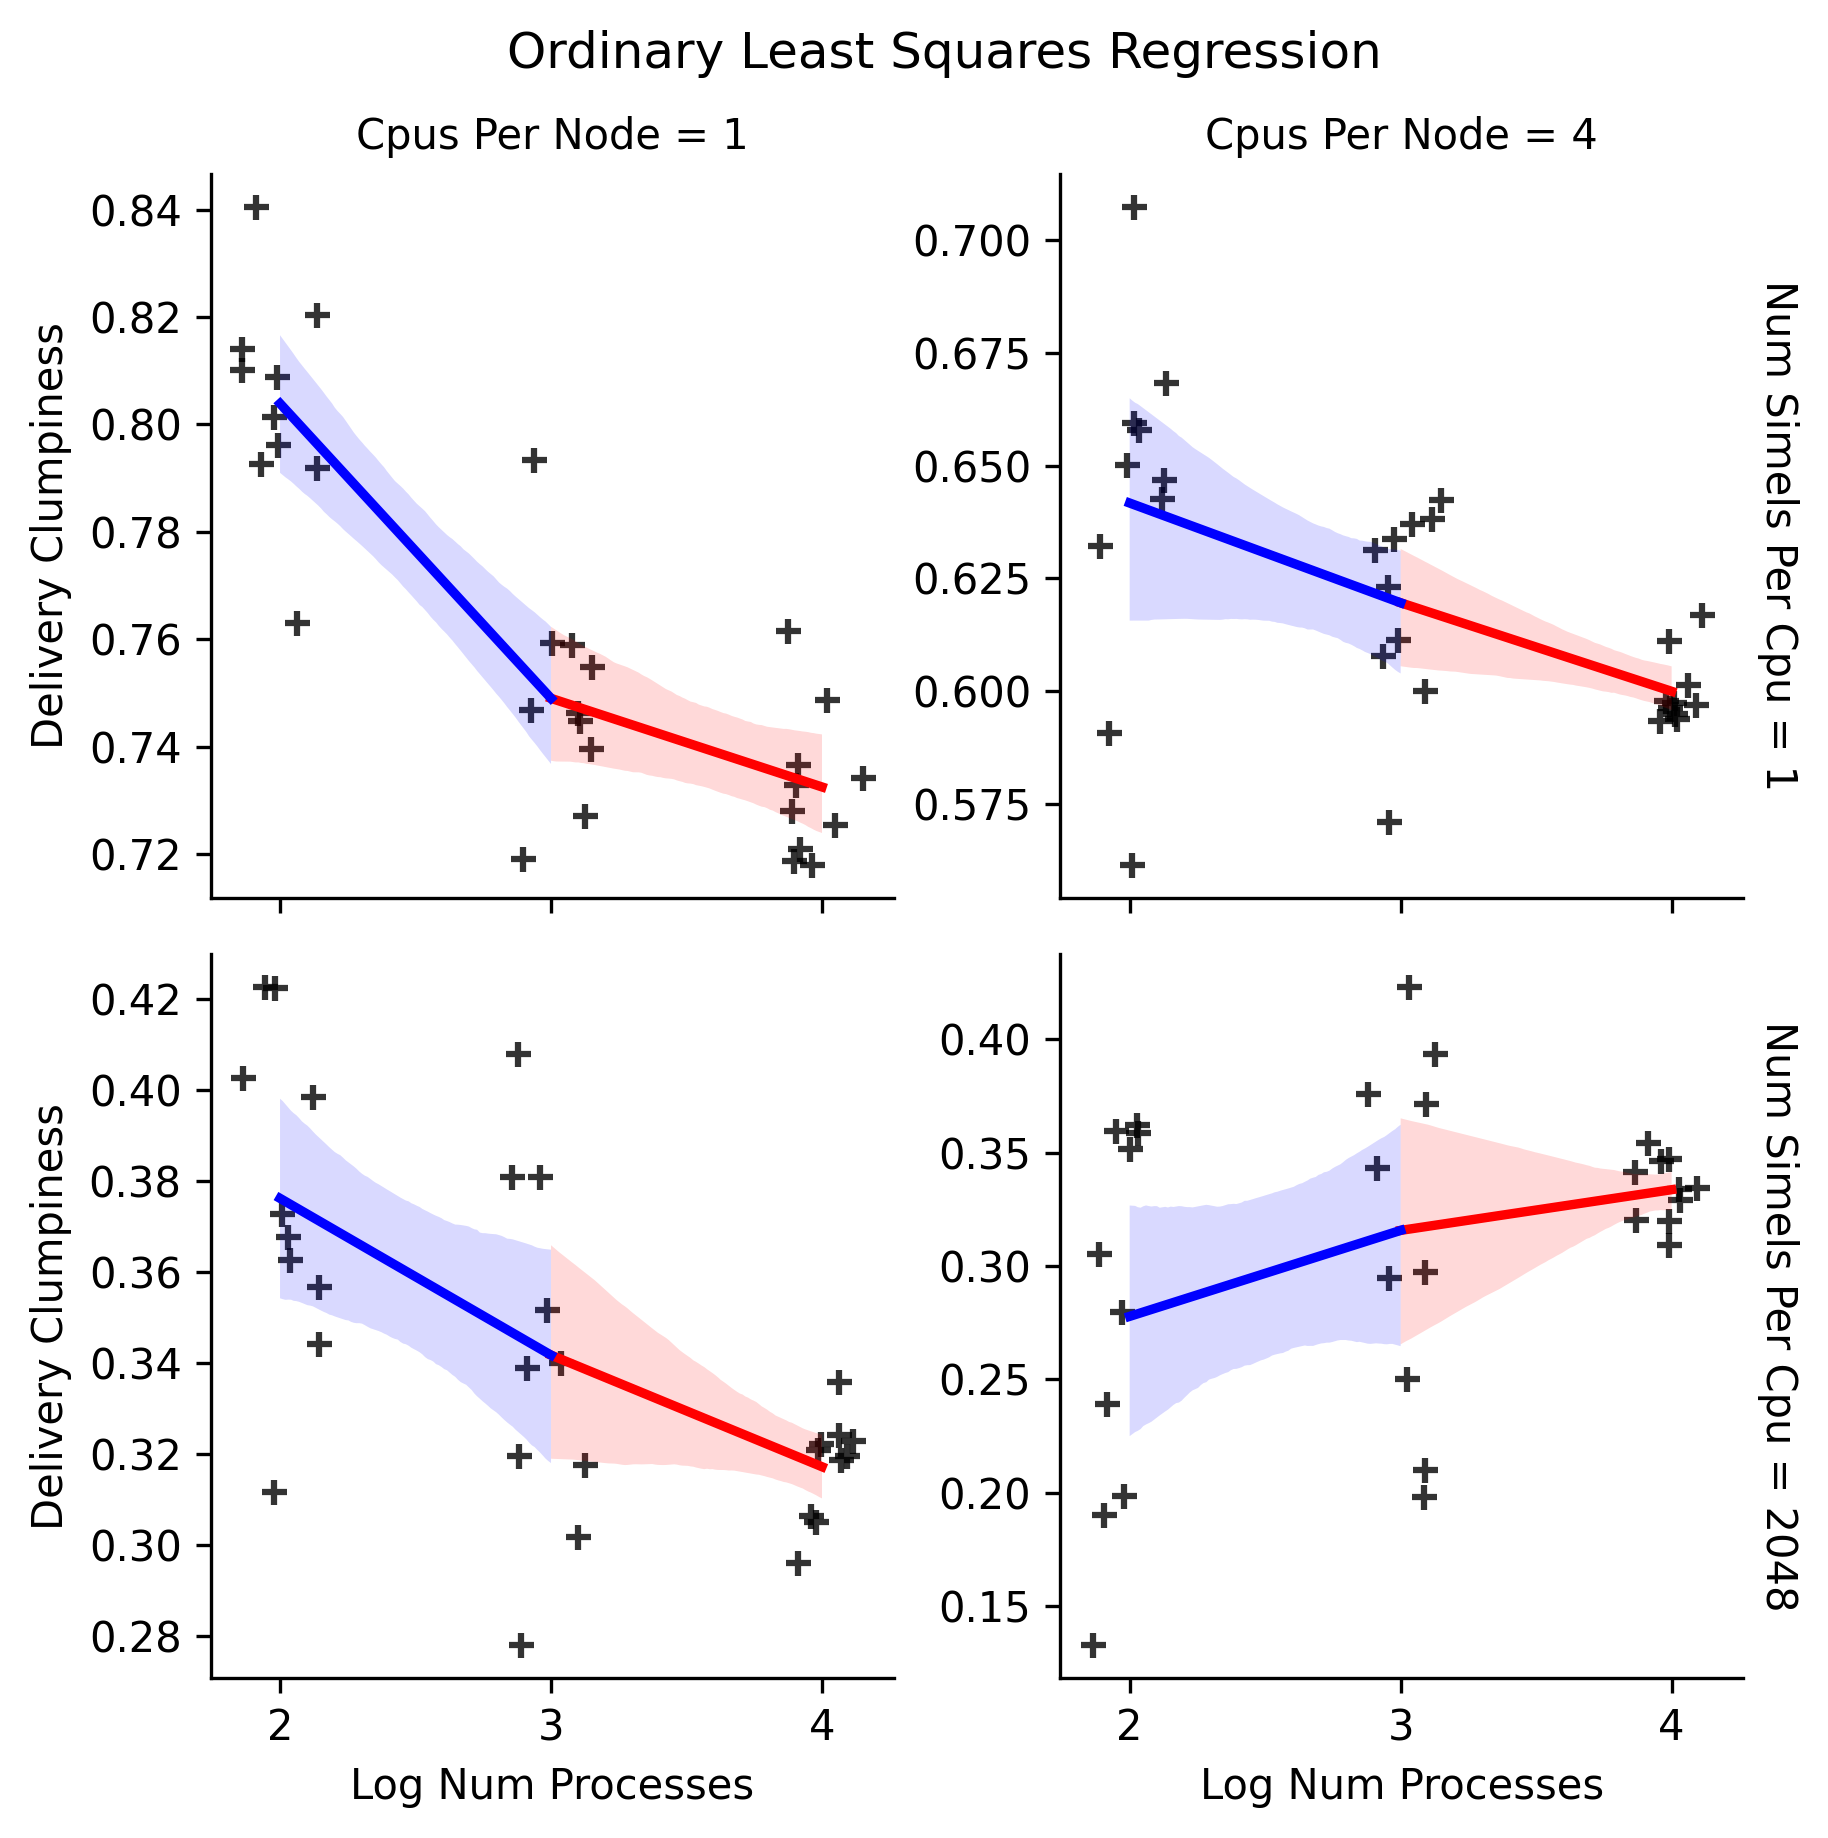 Ordinary Least Squares Regression
Cpus Per Node = 1
Cpus Per Node = 4
Delivery Clumpiness
0.84
0.82
0.80
0.78
0.76
0.74
0.72
0.700
0.675
0.650
0.625
0.600
0.575
Num Simels Per Cpu = 1
Delivery Clumpiness
0.42
0.40
0.38
0.36
0.34
0.32
0.30
0.28
2 3 4
Log Num Processes
0.40
0.35
0.30
0.25
0.20
0.15
2 3 4
Log Num Processes
Num Simels Per Cpu = 2048